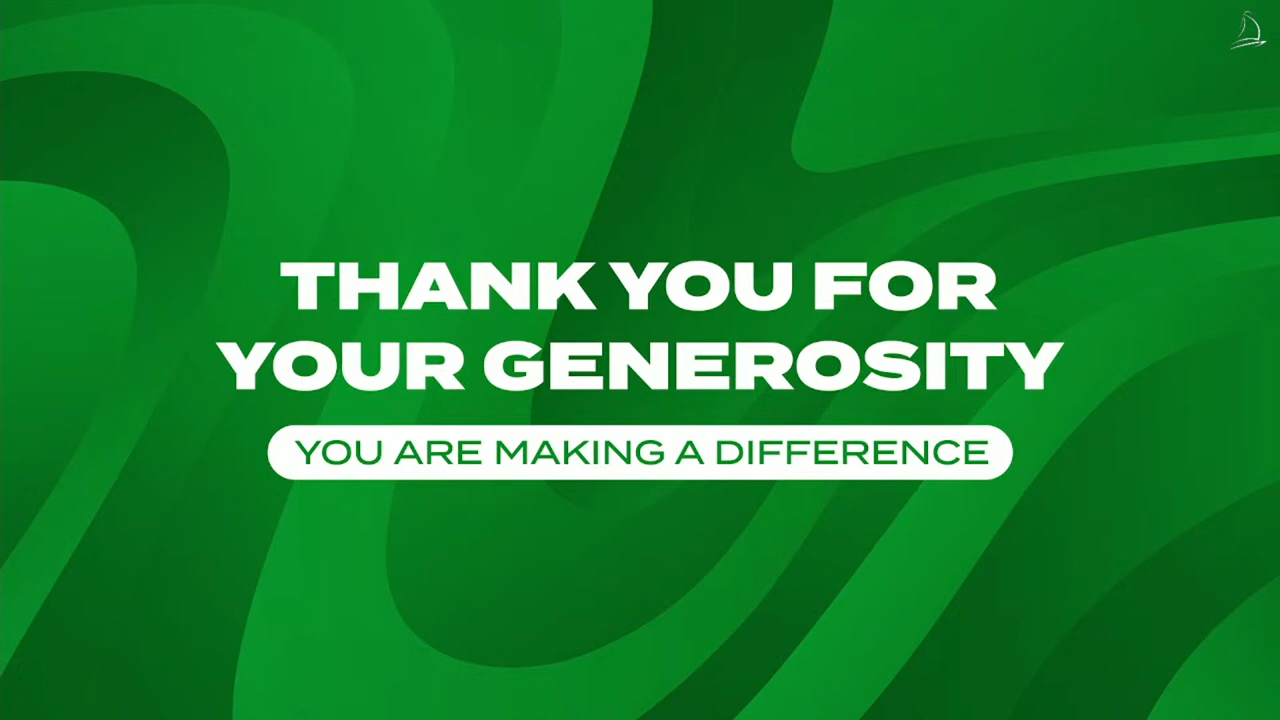 THANK YOU FOR
YOUR GENEROSITY
YOU ARE MAKING A DIFFERENCE